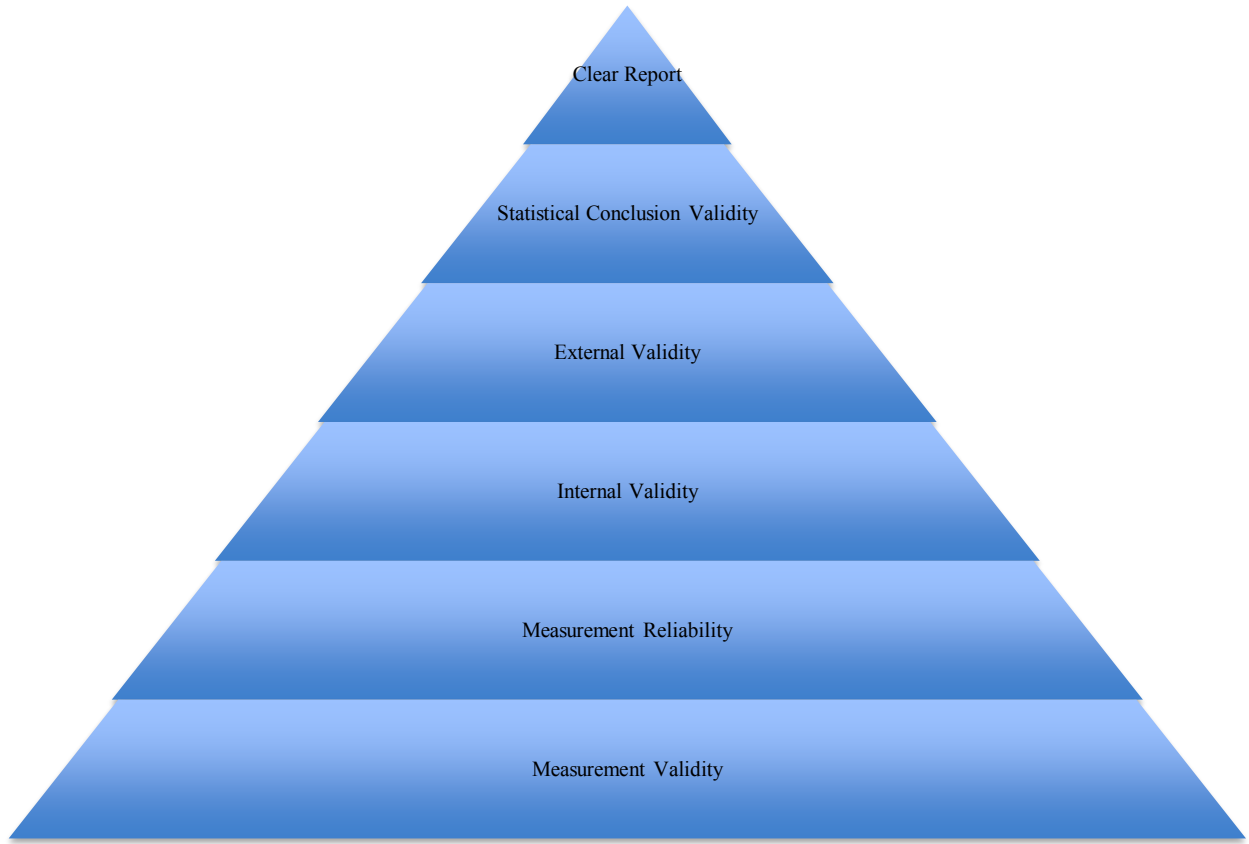 Clear Report
Statistical Conclusion Validity
External Validity
Internal Validity
Measurement Reliability
Measurement Validity